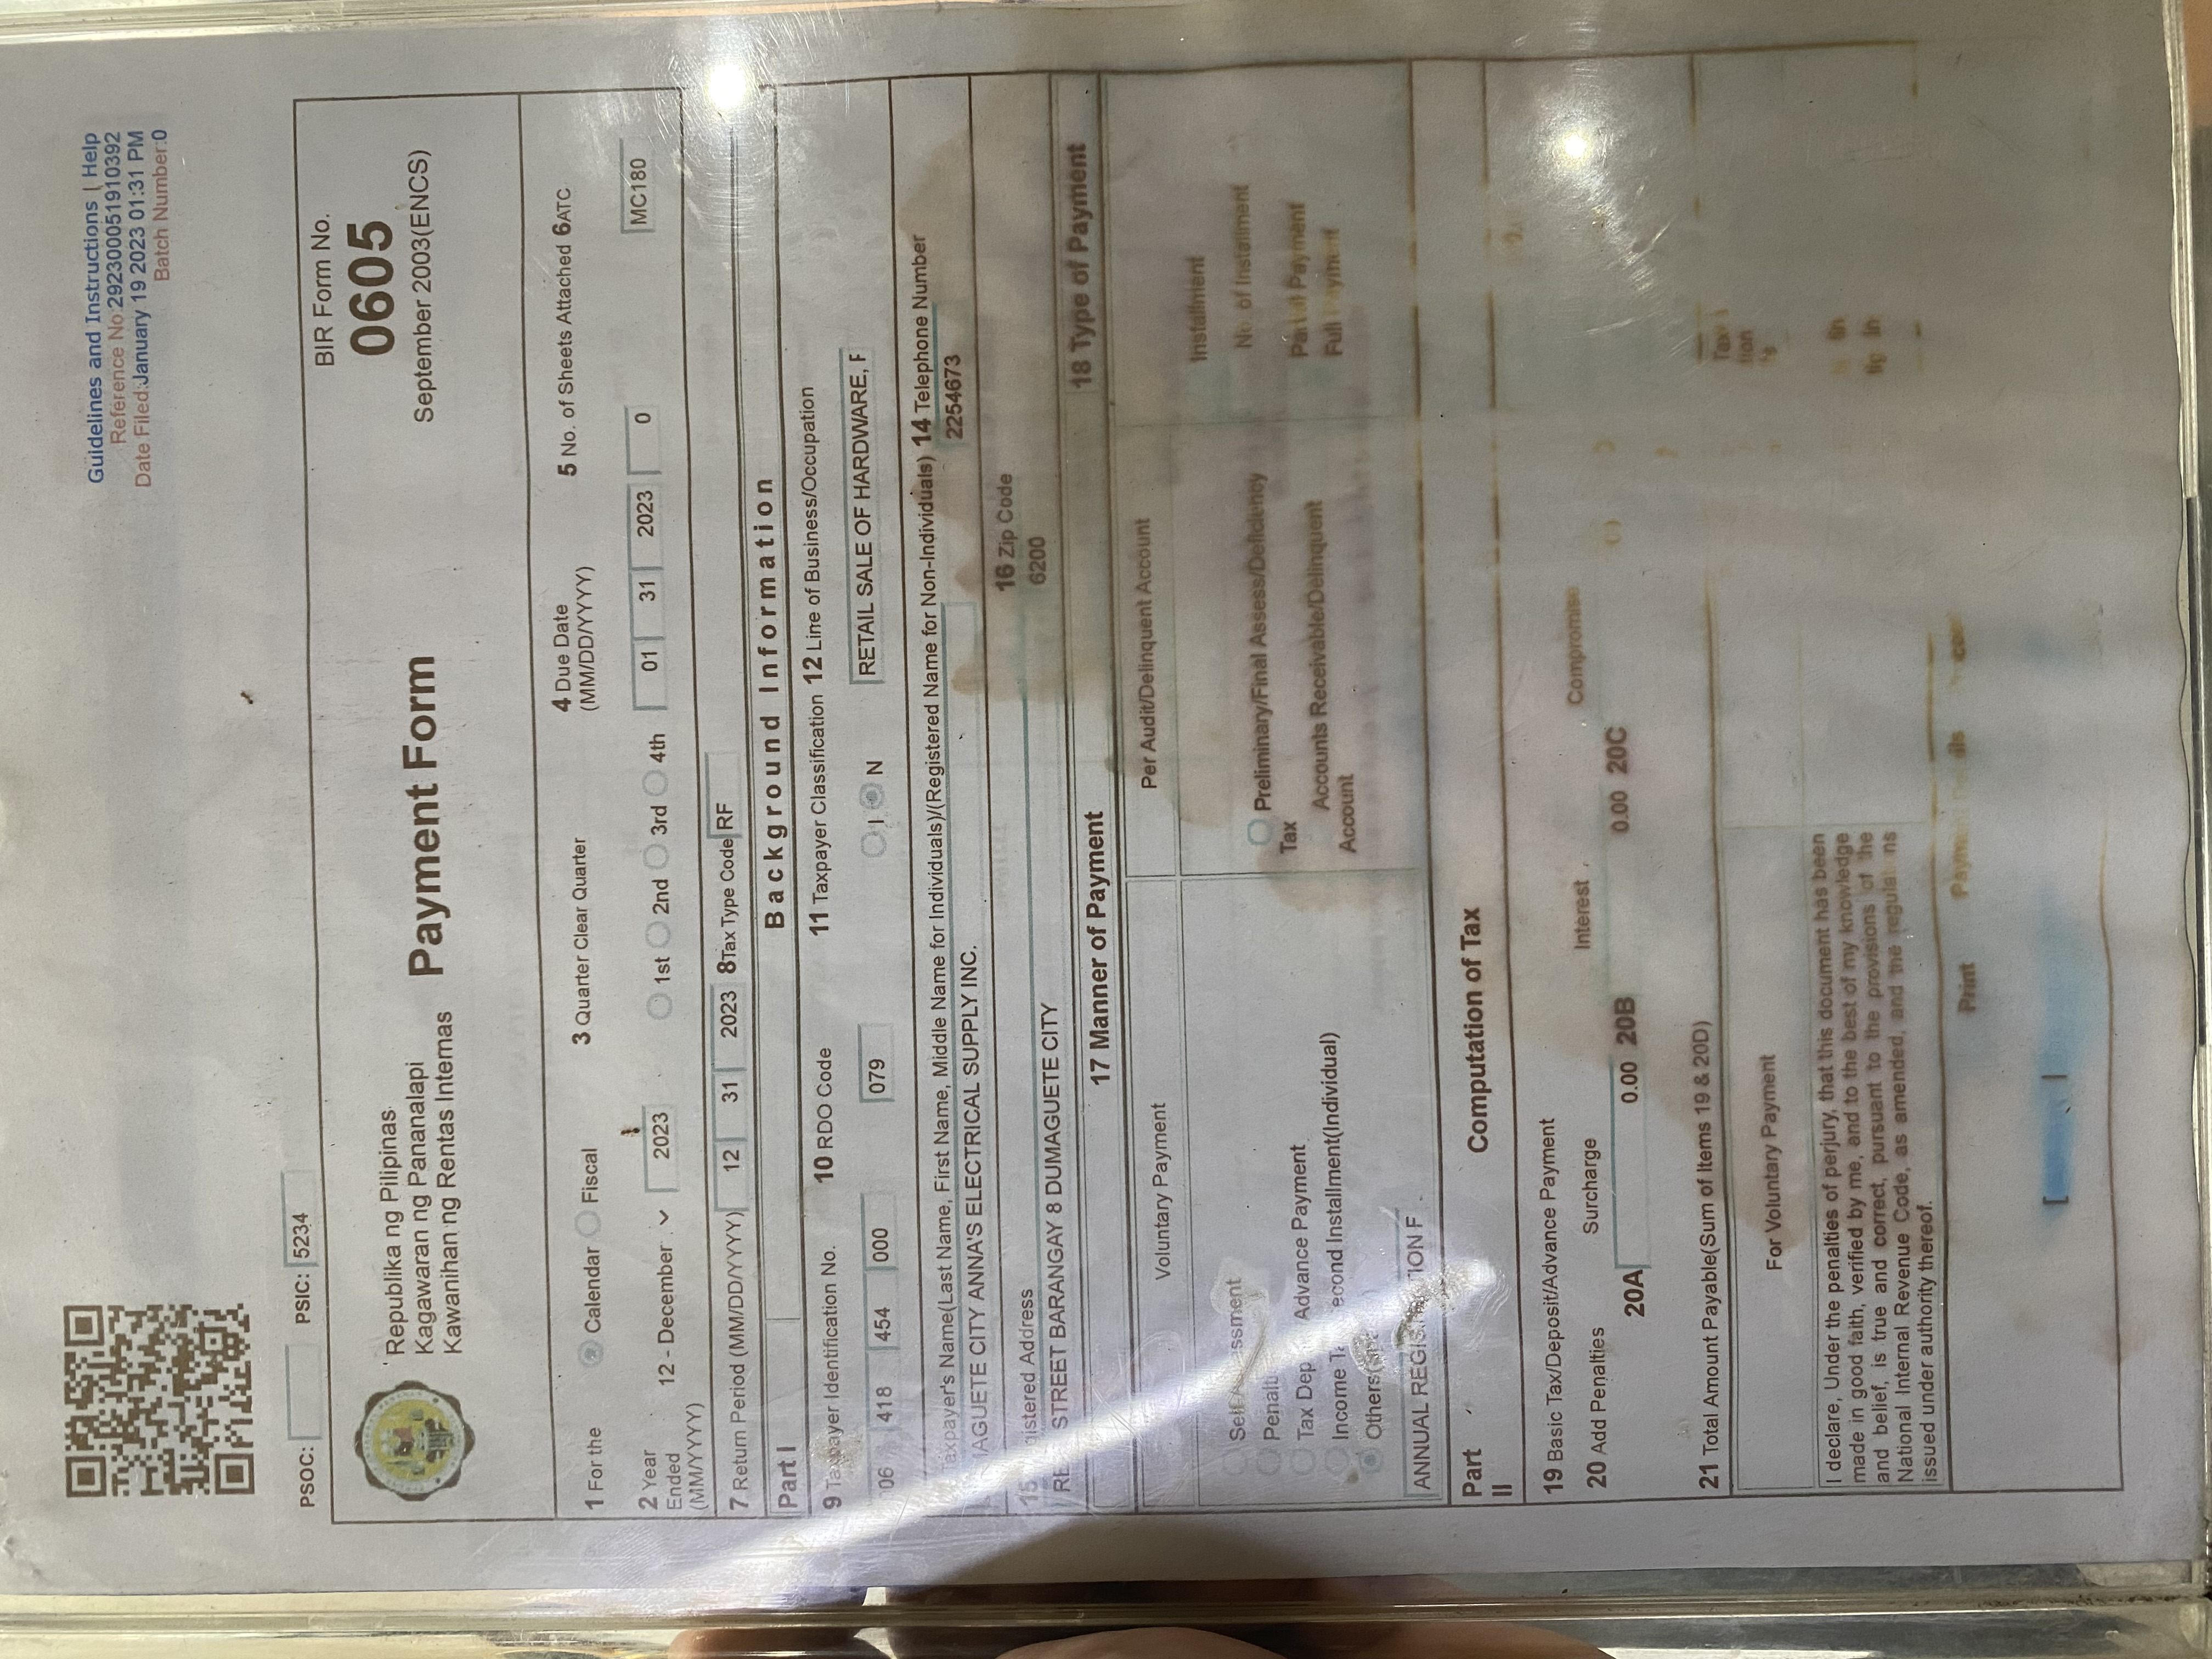 Guidelines and Instructions | Help
Reference No:292300051910392
Date Filed:January 19 2023 01:31 PM
Batch Number:0
PSOC: PSIC: 5234
Republika ng Pilipinas
Kagawaran ng Pananalapi
Kawanihan ng Rentas Internas
Payment Form
BIR Form No.
0605
September 2003(ENCS)
1 For the Calendar Fiscal
3 Quarter Clear Quarter
4 Due Date
(MM/DD/YYYY)
5 No. of Sheets Attached 6ATC
2 Year
Ended
(MM/YYYY)
12 - December 2023
1st 2nd 3rd 4th
01 31 2023 0 MC180
7 Return Period (MM/DD/YYYY) 12 31 2023 8Tax Type Code RF
Part I Background Information
9 Taxpayer Identification No. 10 RDO Code 11 Taxpayer Classification 12 Line of Business/Occupation
418 454 000 079 I N RETAIL SALE OF HARDWARE, F
Taxpayer's Name(Last Name, First Name, Middle Name for Individuals)/(Registered Name for Non-Individuals) 14 Telephone Number
AGUETE CITY ANNA'S ELECTRICAL SUPPLY INC. 2254673
16 Zip Code
STREET BARANGAY 8 DUMAGUETE CITY 6200
17 Manner of Payment 18 Type of Payment
Voluntary Payment Per Audit/Delinquent Account
Installment
No. of Installment
Partial Payment
Full Payment
Preliminary/Final Assess/Deficiency
Tax
Accounts Receivable/Delinquent
Account
Advance Payment
Installment(Individual)
Others
ANNUAL REGISTRATION F
Part
II
Computation of Tax
19 Basic Tax/Deposit/Advance Payment
20 Add Penalties Surcharge Interest Compromise
20A 0.00 20B 0.00 20C
21 Total Amount Payable(Sum of Items 19 & 20D)
For Voluntary Payment
I declare, Under the penalties of perjury, that this document has been
made in good faith, verified by me, and to the best of my knowledge
and belief, is true and correct, pursuant to the provisions of the
National Internal Revenue Code, as amended, and the
issued under authority thereof.
Print